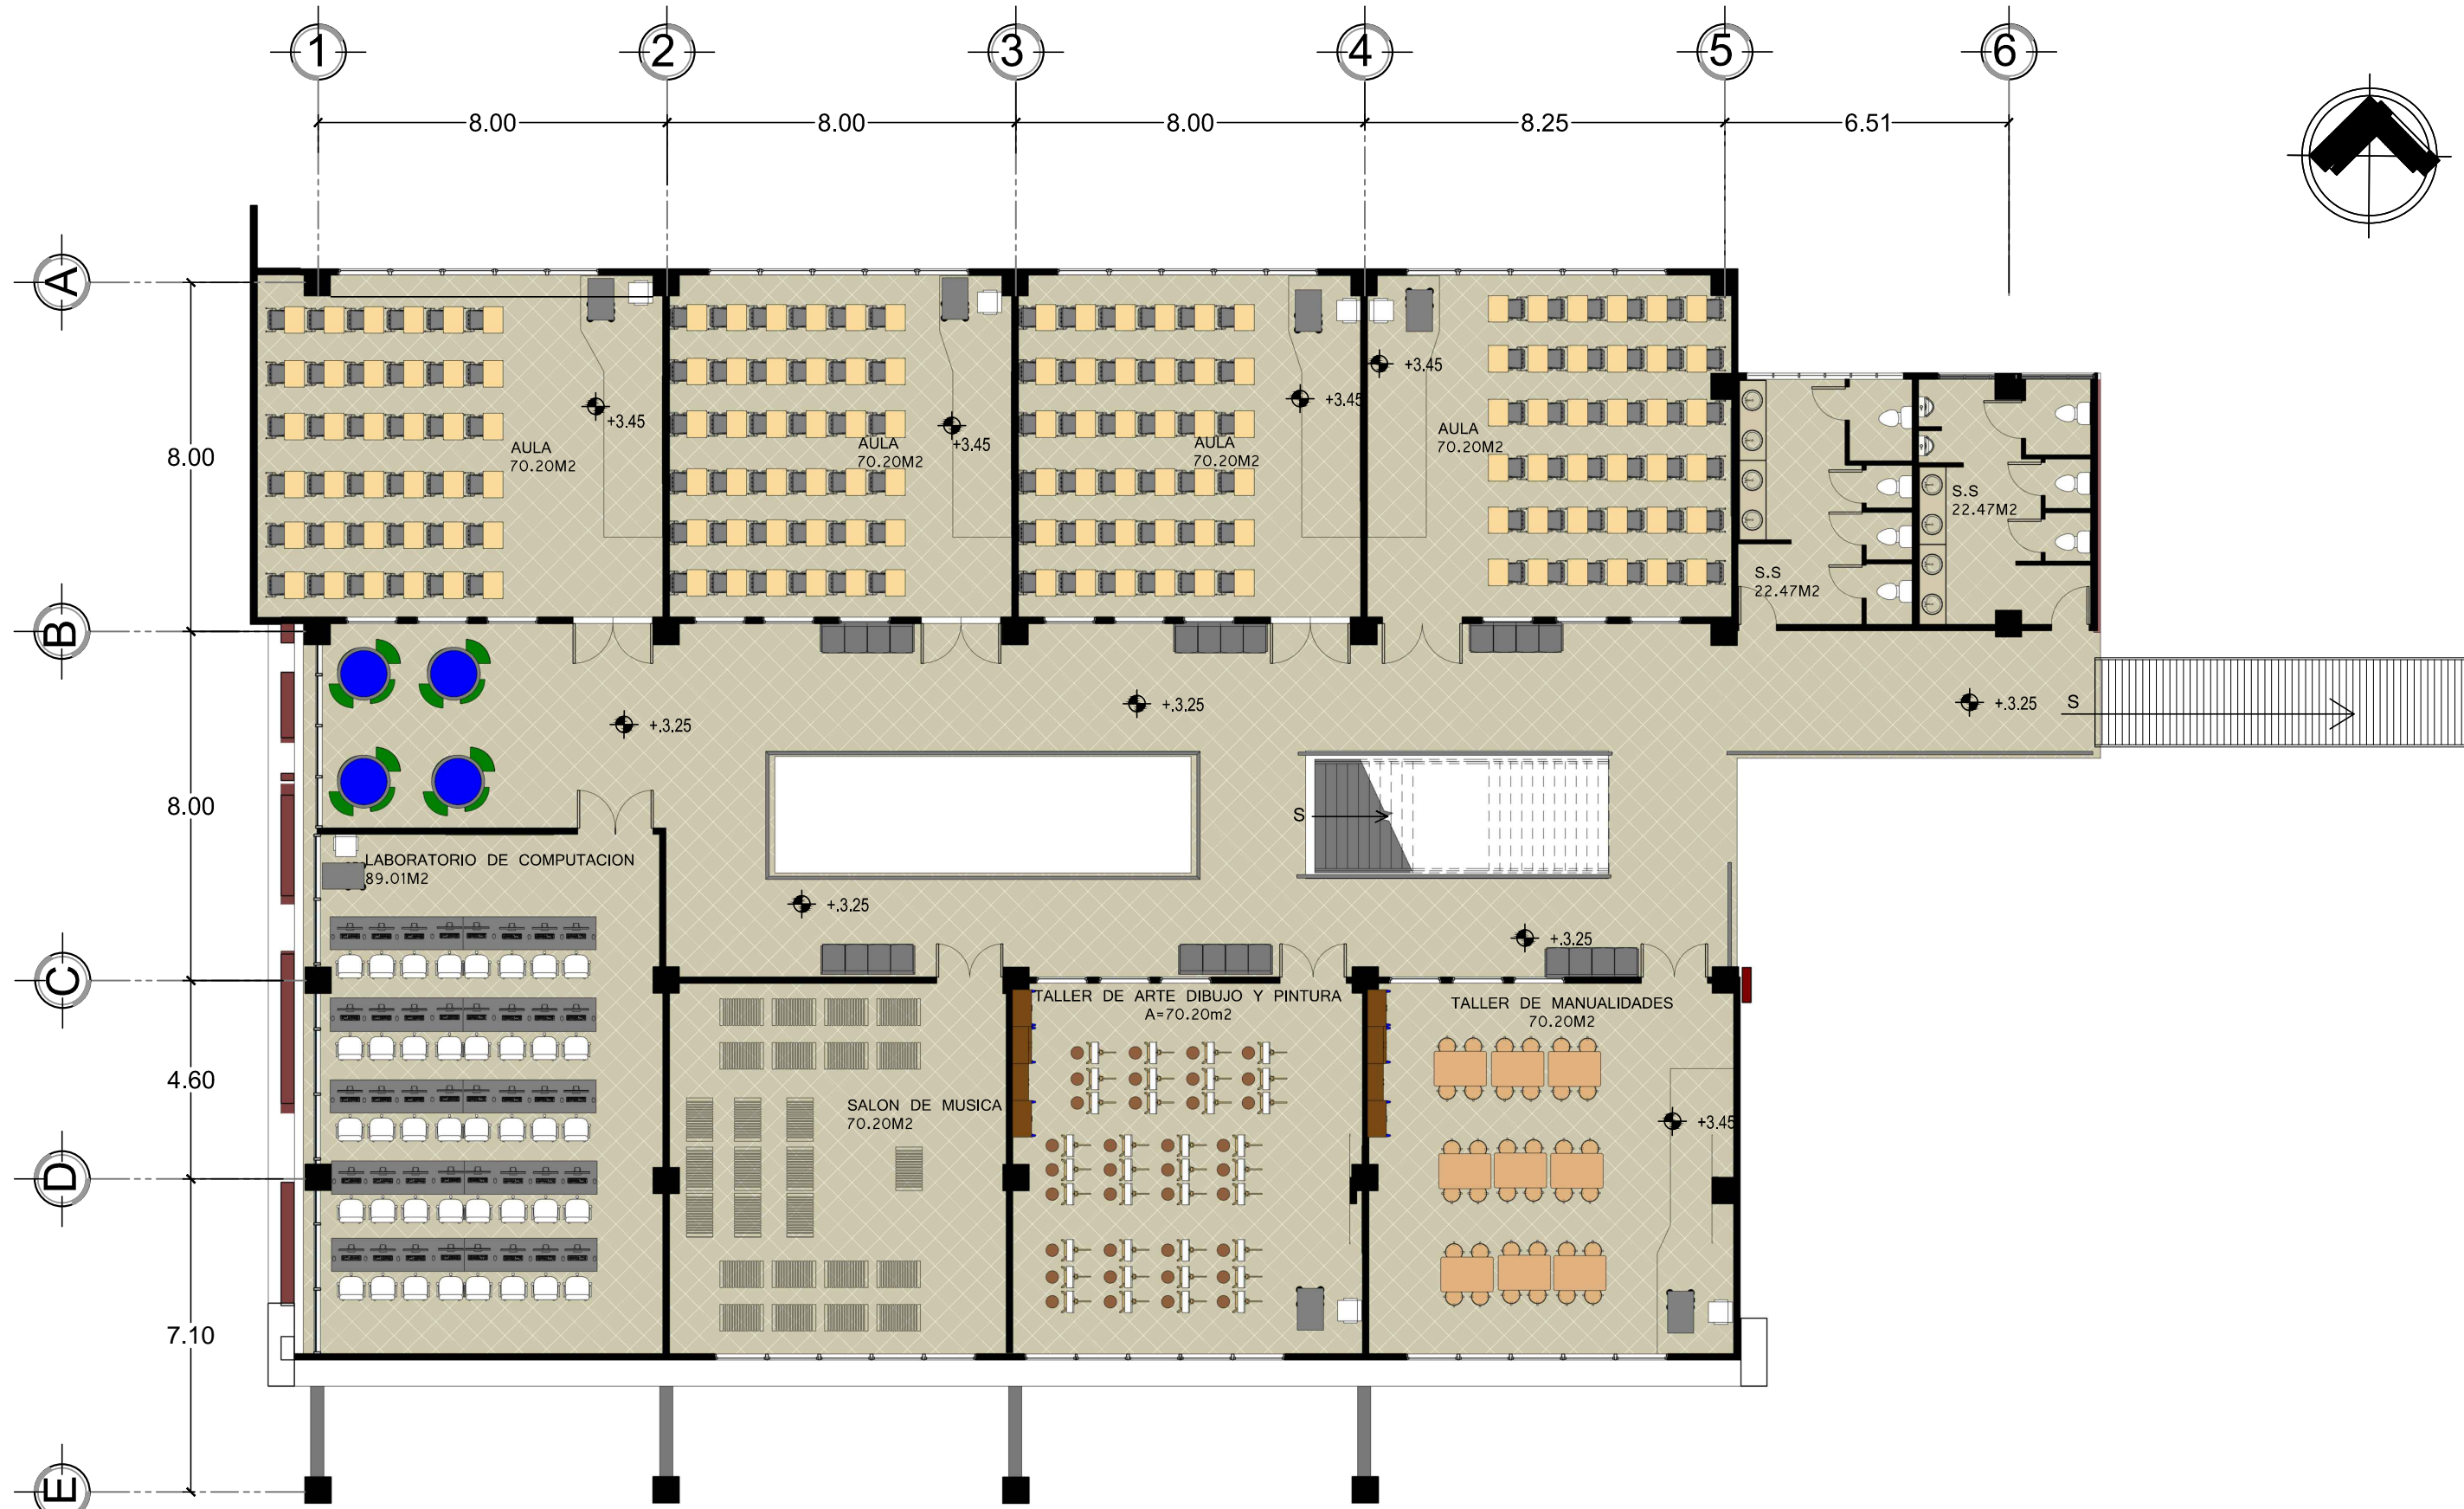 1 2 3 4 5 6
8.00 8.00 8.00 8.25 6.51
A
+3.45
+3.45
+3.45
+3.45
AULA
70.20M2
AULA
70.20M2
AULA
70.20M2
AULA
70.20M2
8.00
S.S
22.47M2
S.S
22.47M2
B
+.3.25
+.3.25
+.3.25
S
8.00
S
LABORATORIO DE COMPUTACION
89.01M2
+.3.25
+.3.25
C
TALLER DE ARTE DIBUJO Y PINTURA
A=70.20m2
TALLER DE MANUALIDADES
70.20M2
4.60
SALON DE MUSICA
70.20M2
+3.45
D
7.10
E